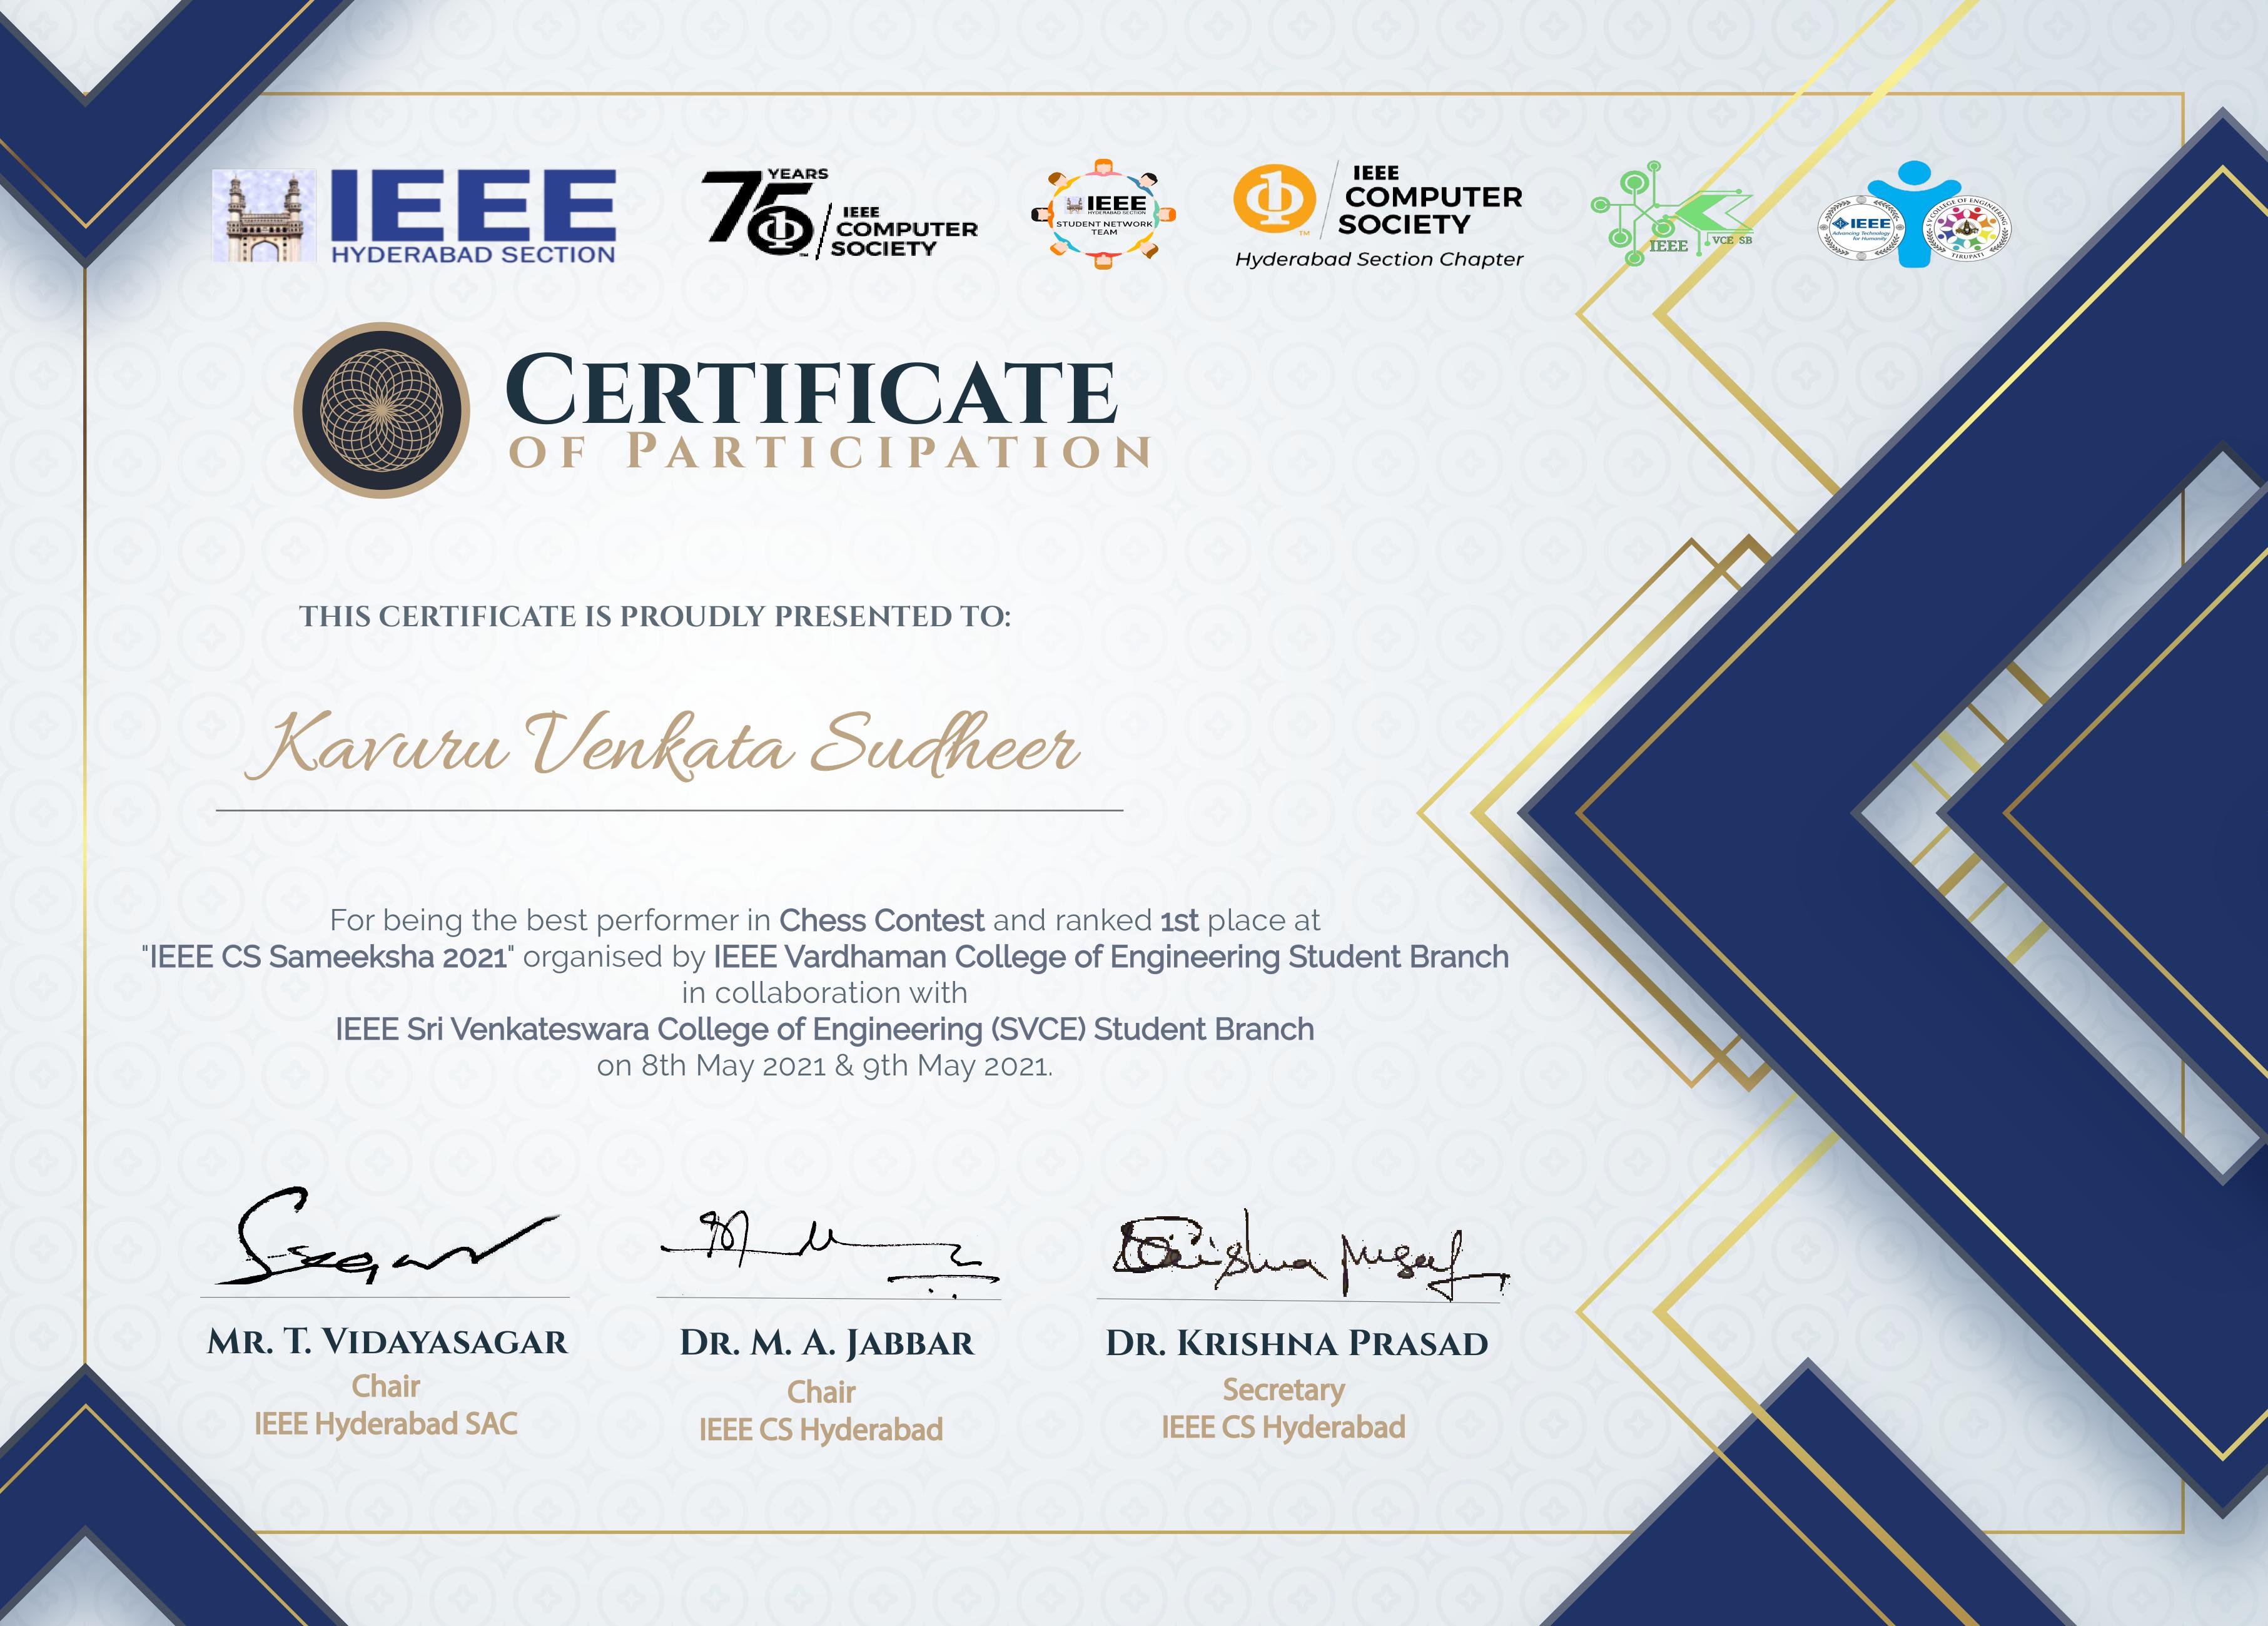 IEEE
HYDERABAD SECTION
75 YEARS
IEEE
COMPUTER
SOCIETY
IEEE
HYDERABAD SECTION
STUDENT NETWORK
TEAM
IEEE
COMPUTER
SOCIETY
Hyderabad Section Chapter
IEEE VCE SB
IEEE
Advancing Technology
for Humanity
SV COLLEGE OF ENGINEERING
TIRUPATI
CERTIFICATE
OF PARTICIPATION
THIS CERTIFICATE IS PROUDLY PRESENTED TO:
Kavuru Venkata Sudheer
For being the best performer in Chess Contest and ranked 1st place at
"IEEE CS Sameeksha 2021" organised by IEEE Vardhaman College of Engineering Student Branch
in collaboration with
IEEE Sri Venkateswara College of Engineering (SVCE) Student Branch
on 8th May 2021 & 9th May 2021.
Krishna Prasad
MR. T. VIDAYASAGAR
DR. M. A. JABBAR
DR. KRISHNA PRASAD
Chair
Chair
Secretary
IEEE Hyderabad SAC
IEEE CS Hyderabad
IEEE CS Hyderabad